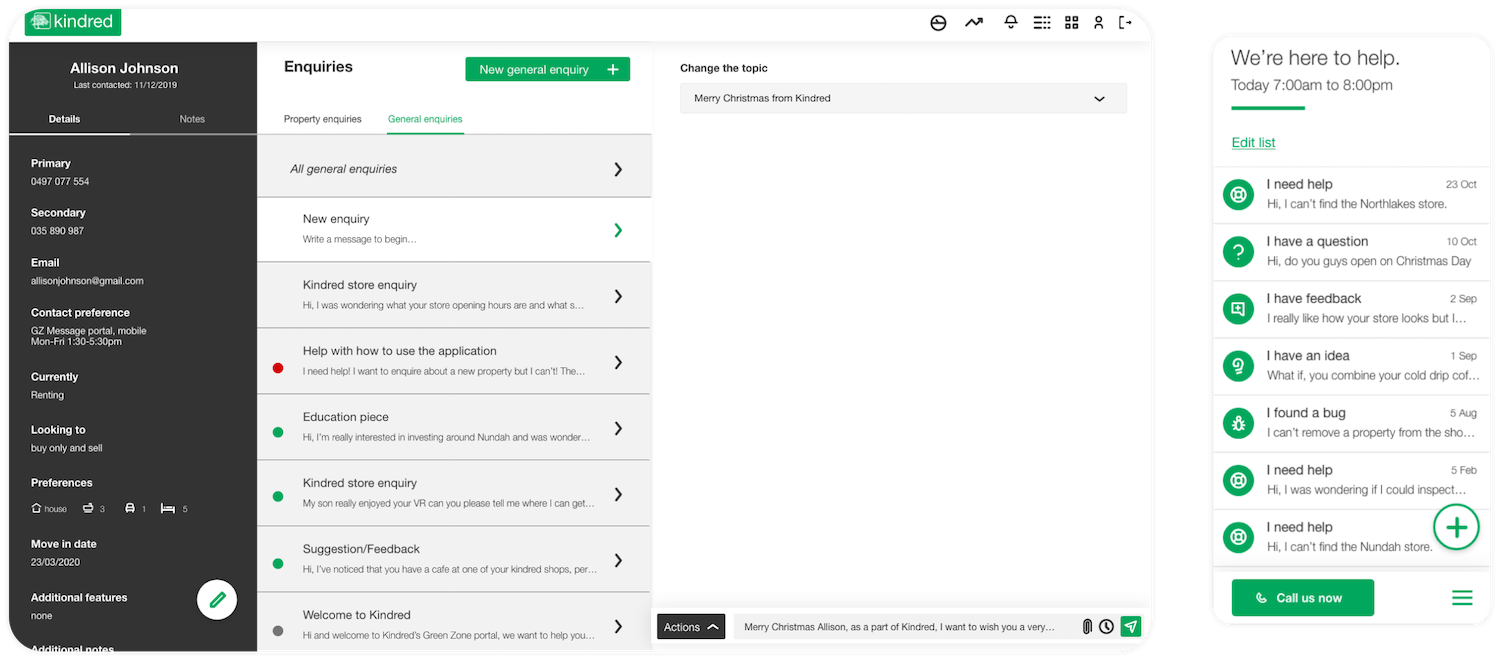 kindred
Allison Johnson
Last contacted: 11/12/2019
Details
Notes
Primary
0497 077 554
Secondary
035 890 987
Email
allisonjohnson@gmail.com
Contact preference
GZ Message portal, mobile
Mon-Fri 1:30-5:30pm
Currently
Renting
Looking to
buy only and sell
Preferences
house 3 1 5
Move in date
23/03/2020
Additional features
none
Additional notes
Enquiries
New general enquiry +
Property enquiries
General enquiries
All general enquiries
New enquiry
Write a message to begin…
Kindred store enquiry
Hi, I was wondering what your store opening hours are and what s…
Help with how to use the application
I need help! I want to enquire about a new property but I can't! The…
Education piece
Hi, I'm really interested in investing around Nundah and was wonder…
Kindred store enquiry
My son really enjoyed your VR can you please tell me where I can get…
Suggestion/Feedback
Hi, I've noticed that you have a cafe at one of your kindred shops, per…
Welcome to Kindred
Hi and welcome to Kindred's Green Zone portal, we want to help you…
Change the topic
Merry Christmas from Kindred
Actions
Merry Christmas Allison, as a part of Kindred, I want to wish you a very…
We're here to help.
Today 7:00am to 8:00pm
Edit list
I need help 23 Oct
Hi, I can't find the Northlakes store.
I have a question 10 Oct
Hi, do you guys open on Christmas Day
I have feedback 2 Sep
I really like how your store looks but I…
I have an idea 1 Sep
What if, you combine your cold drip cof…
I found a bug 5 Aug
I can't remove a property from the sho…
I need help 5 Feb
Hi, I was wondering if I could inspect…
I need help
Hi, I can't find the Nundah store.
Call us now